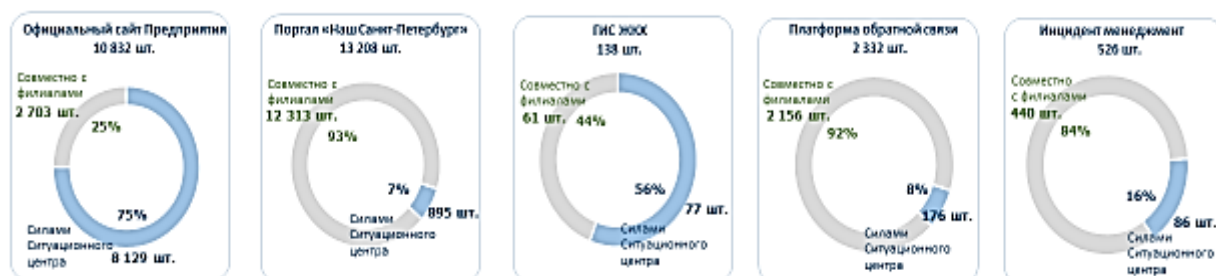 Официальный сайт Предприятия
10 832 шт.
Совместно с
филиалами
2 703 шт.
25%
75%
Силами
Ситуационного
центра
8 129 шт.
Портал «Наш Санкт-Петербург»
13 208 шт.
Совместно с
филиалами
12 313 шт.
93%
7%
895 шт.
Силами
Ситуационного
центра
ГИС ЖКХ
138 шт.
Совместно с
филиалами
61 шт.
44%
56%
77 шт.
Силами
Ситуационного
центра
Платформа обратной связи
2 332 шт.
Совместно с
филиалами
2 156 шт.
92%
8%
176 шт.
Силами
Ситуационного
центра
Инцидент менеджмент
526 шт.
Совместно
с филиалами
440 шт.
84%
16%
86 шт.
Силами
Ситуационного
центра